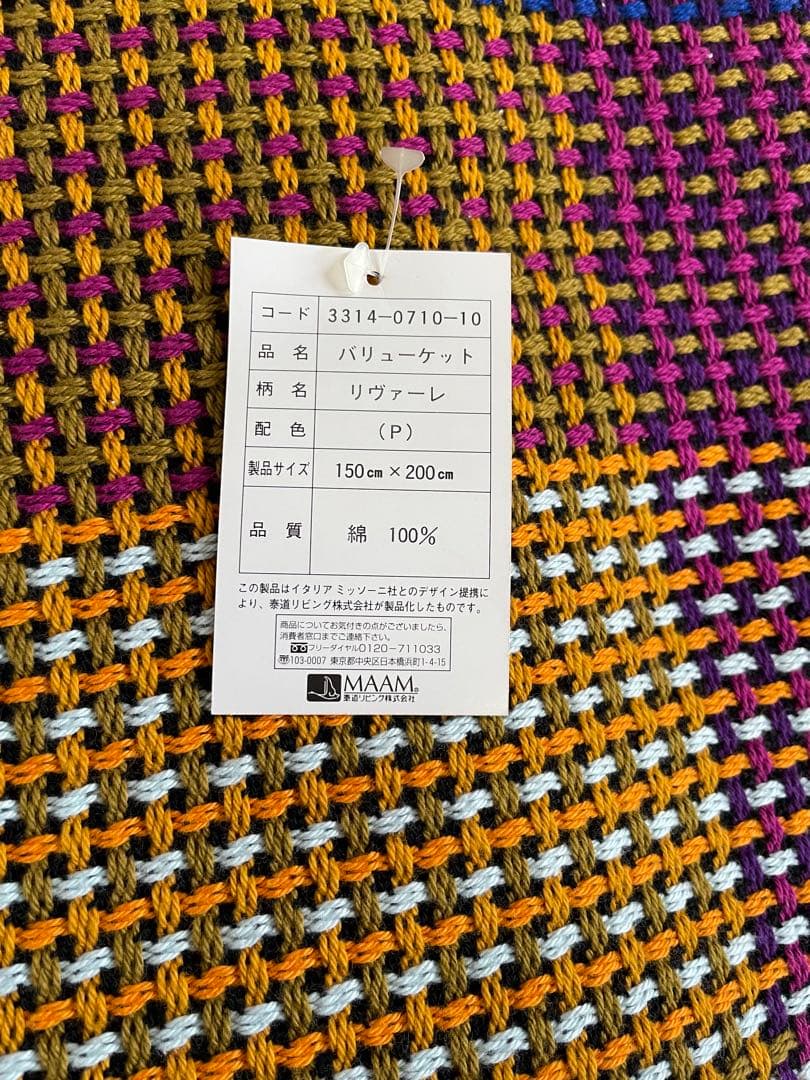 コード 3314-0710-10
品名 バリューケット
柄名 リヴァーレ
配色 (P)
製品サイズ 150㎝×200㎝
品質 綿 100%
この製品はイタリア ミッソーニ社とのデザイン提携に
より、泰道リビング株式会社が製品化したものです。
商品についてお気付きの点がございましたら、
消費者窓口までご連絡下さい。
フリーダイヤル0120-711033
〒103-0007 東京都中央区日本橋浜町1-4-15
MAAM®
泰道リビング株式会社